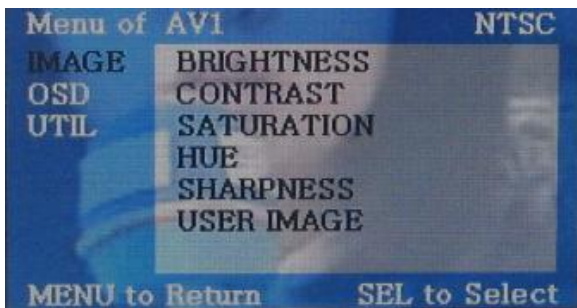 Menu of AV1 NTSC
IMAGE BRIGHTNESS
OSD CONTRAST
UTIL SATURATION
HUE
SHARPNESS
USER IMAGE
MENU to Return SEL to Select